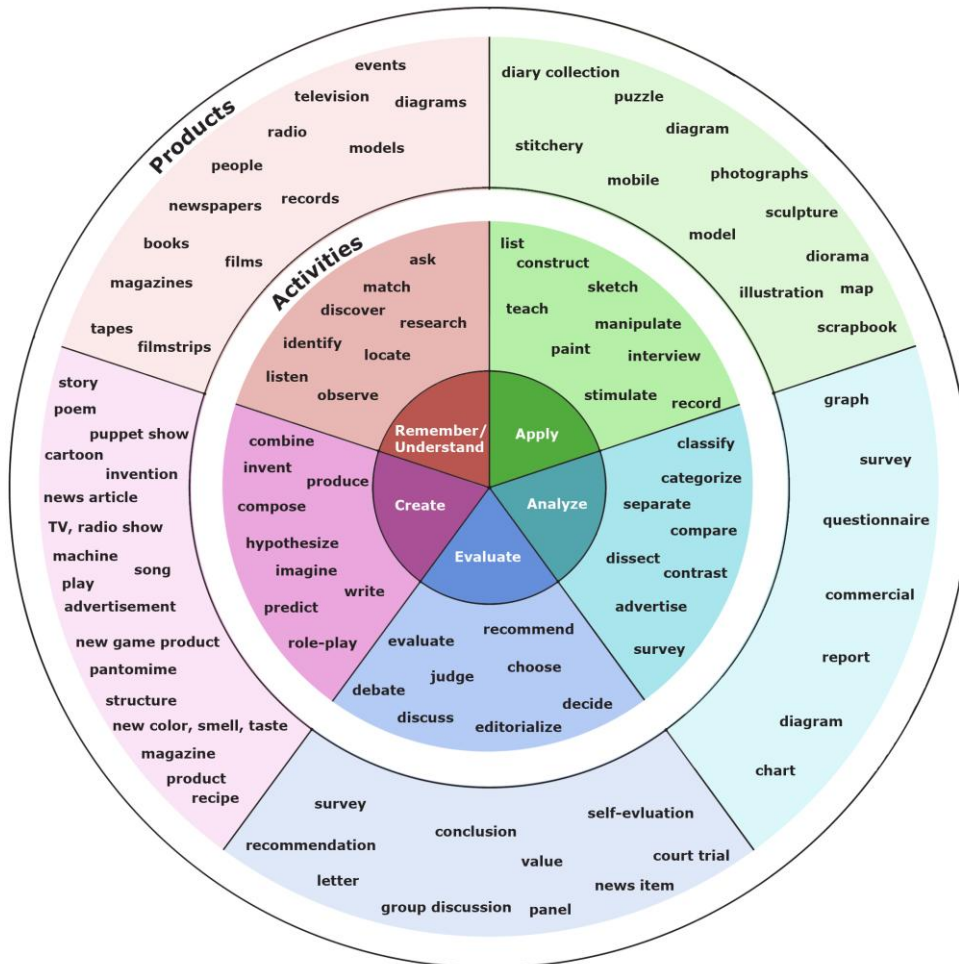 Products
events
television
diagrams
radio
models
people
newspapers
records
books
films
magazines
tapes
filmstrips
diary collection
puzzle
diagram
stitchery
photographs
mobile
sculpture
model
diorama
illustration
map
scrapbook
Activities
ask
match
discover
research
identify
locate
listen
observe
list
construct
sketch
teach
manipulate
paint
interview
stimulate
record
Remember/
Understand
Apply
Create
Analyze
Evaluate
combine
invent
produce
compose
hypothesize
imagine
write
predict
role-play
classify
categorize
separate
compare
dissect
contrast
advertise
survey
evaluate
recommend
judge
choose
debate
decide
discuss
editorialize
story
poem
puppet show
cartoon
invention
news article
TV, radio show
machine
song
play
advertisement
new game product
pantomime
structure
new color, smell, taste
magazine
product
recipe
graph
survey
questionnaire
commercial
report
diagram
chart
survey
self-evluation
conclusion
recommendation
value
court trial
letter
news item
group discussion
panel